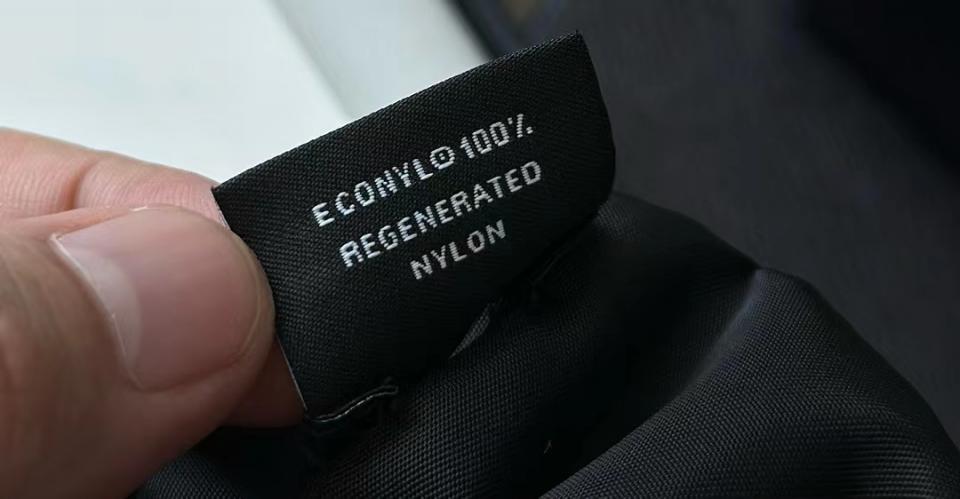 ECONYL® 100%
REGENERATED
NYLON